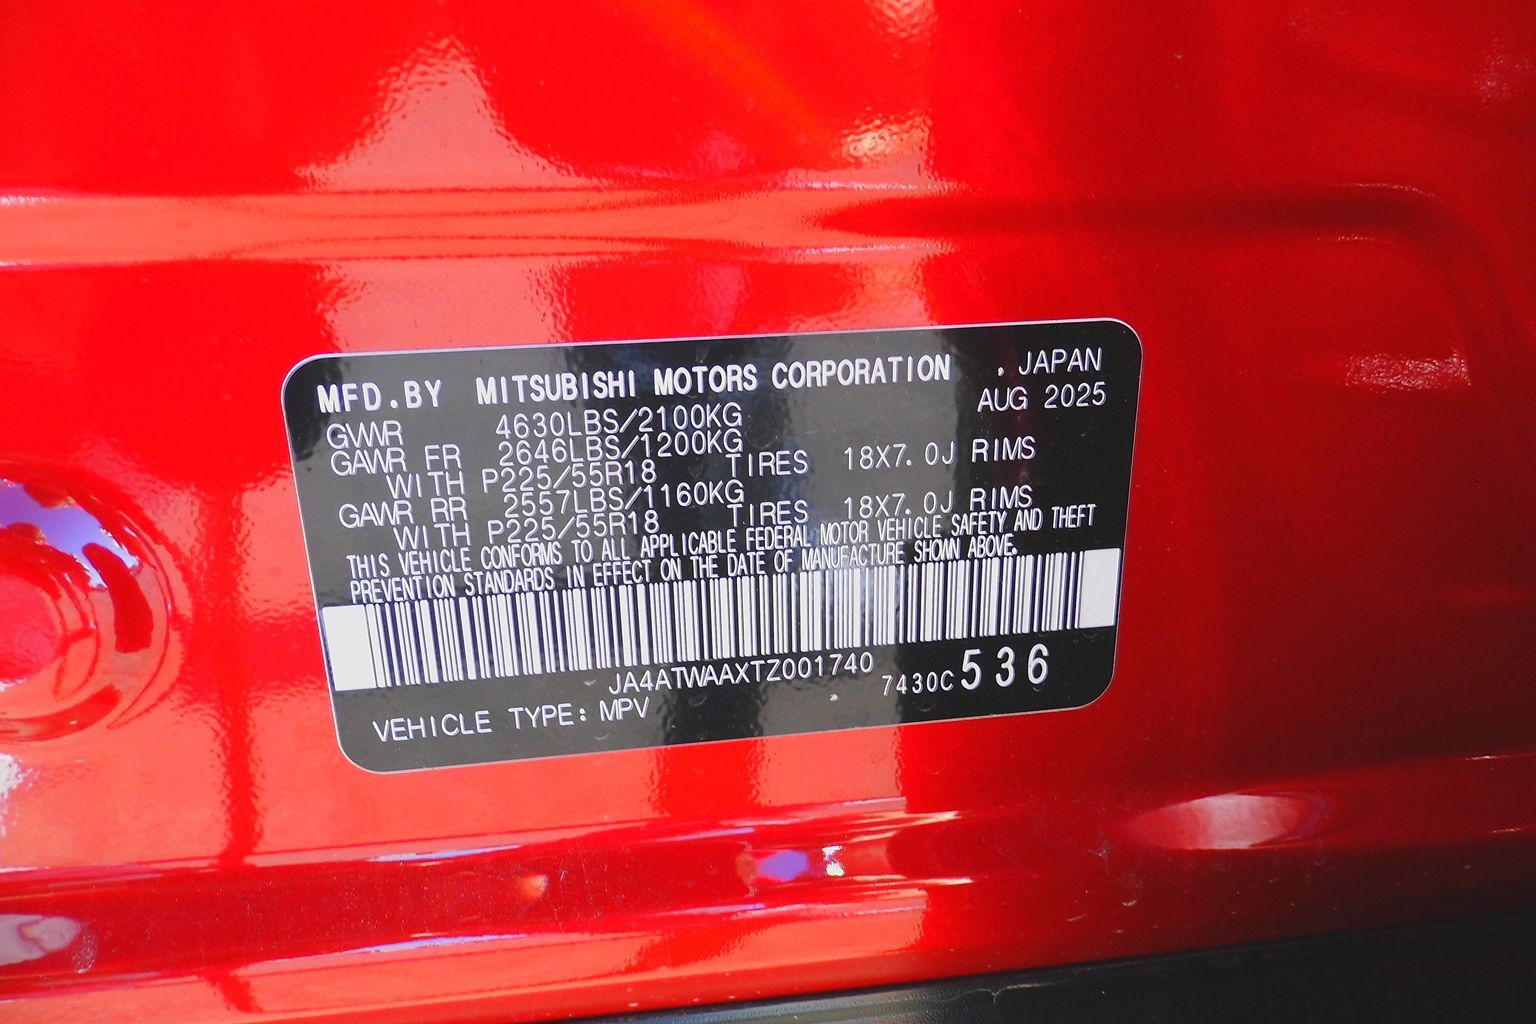 MFD.BY MITSUBISHI MOTORS CORPORATION . JAPAN
AUG 2025
GVWR 4630LBS/2100KG
GAWR FR 2646LBS/1200KG
WITH P225/55R18 TIRES 18X7.0J RIMS
GAWR RR 2557LBS/1160KG
WITH P225/55R18 TIRES 18X7.0J RIMS
THIS VEHICLE CONFORMS TO ALL APPLICABLE FEDERAL MOTOR VEHICLE SAFETY AND THEFT
PREVENTION STANDARDS IN EFFECT ON THE DATE OF MANUFACTURE SHOWN ABOVE.
JA4ATWAAXTZ001740 7430C 536
VEHICLE TYPE: MPV